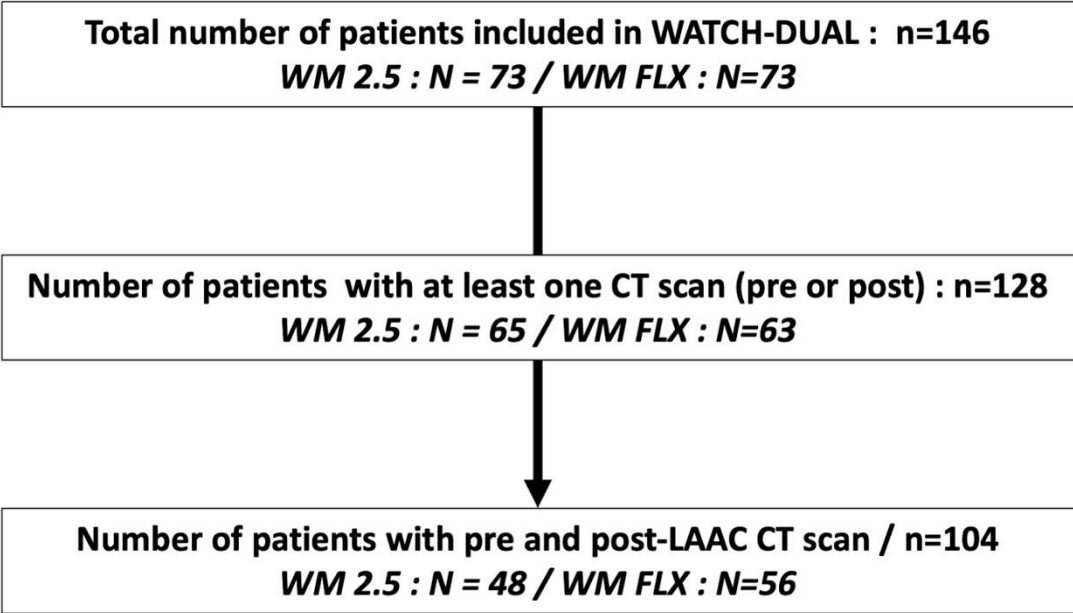 Total number of patients included in WATCH-DUAL : n=146
WM 2.5 : N = 73 / WM FLX : N=73
Number of patients with at least one CT scan (pre or post) : n=128
WM 2.5 : N = 65 / WM FLX : N=63
Number of patients with pre and post-LAAC CT scan / n=104
WM 2.5 : N = 48 / WM FLX : N=56